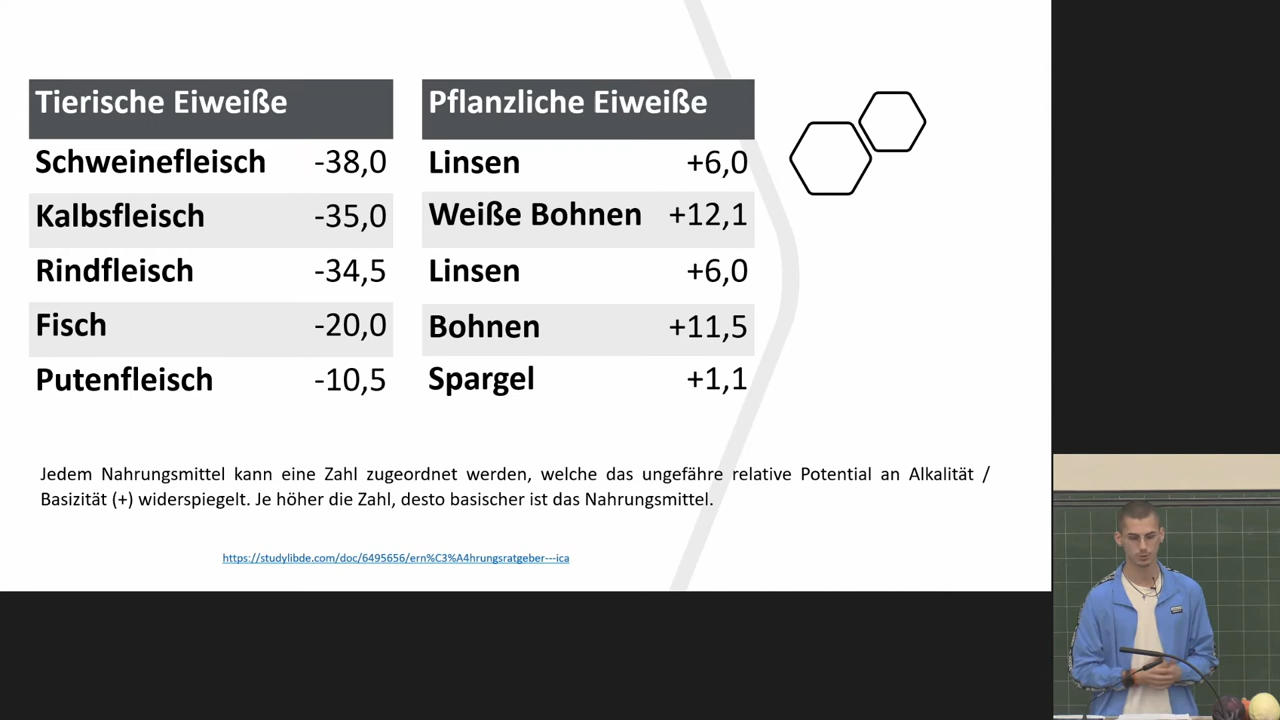 Tierische Eiweiße
Schweinefleisch -38,0
Kalbsfleisch -35,0
Rindfleisch -34,5
Fisch -20,0
Putenfleisch -10,5
Pflanzliche Eiweiße
Linsen +6,0
Weiße Bohnen +12,1
Linsen +6,0
Bohnen +11,5
Spargel +1,1
Jedem Nahrungsmittel kann eine Zahl zugeordnet werden, welche das ungefähre relative Potential an Alkalität /
Basizität (+) widerspiegelt. Je höher die Zahl, desto basischer ist das Nahrungsmittel.
https://studylibde.com/doc/6495656/ern%C3%A4hrungsratgeber---ica